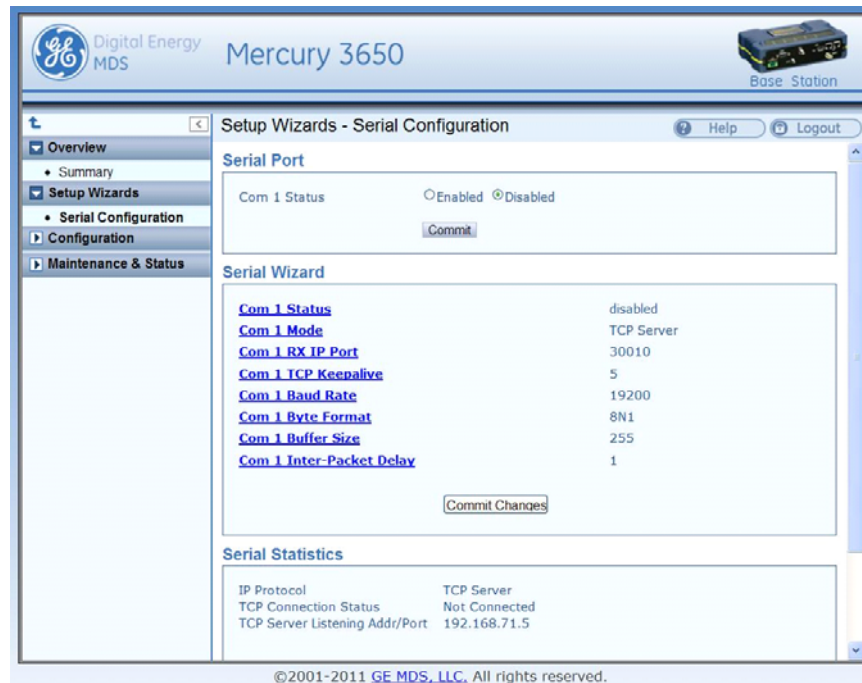 Digital Energy
MDS
Mercury 3650
Base Station
Overview
Summary
Setup Wizards
Serial Configuration
Configuration
Maintenance & Status
Setup Wizards - Serial Configuration
Help
Logout
Serial Port
Com 1 Status Enabled Disabled
Commit
Serial Wizard
Com 1 Status disabled
Com 1 Mode TCP Server
Com 1 RX IP Port 30010
Com 1 TCP Keepalive 5
Com 1 Baud Rate 19200
Com 1 Byte Format 8N1
Com 1 Buffer Size 255
Com 1 Inter-Packet Delay 1
Commit Changes
Serial Statistics
IP Protocol TCP Server
TCP Connection Status Not Connected
TCP Server Listening Addr/Port 192.168.71.5
©2001-2011 GE MDS, LLC. All rights reserved.